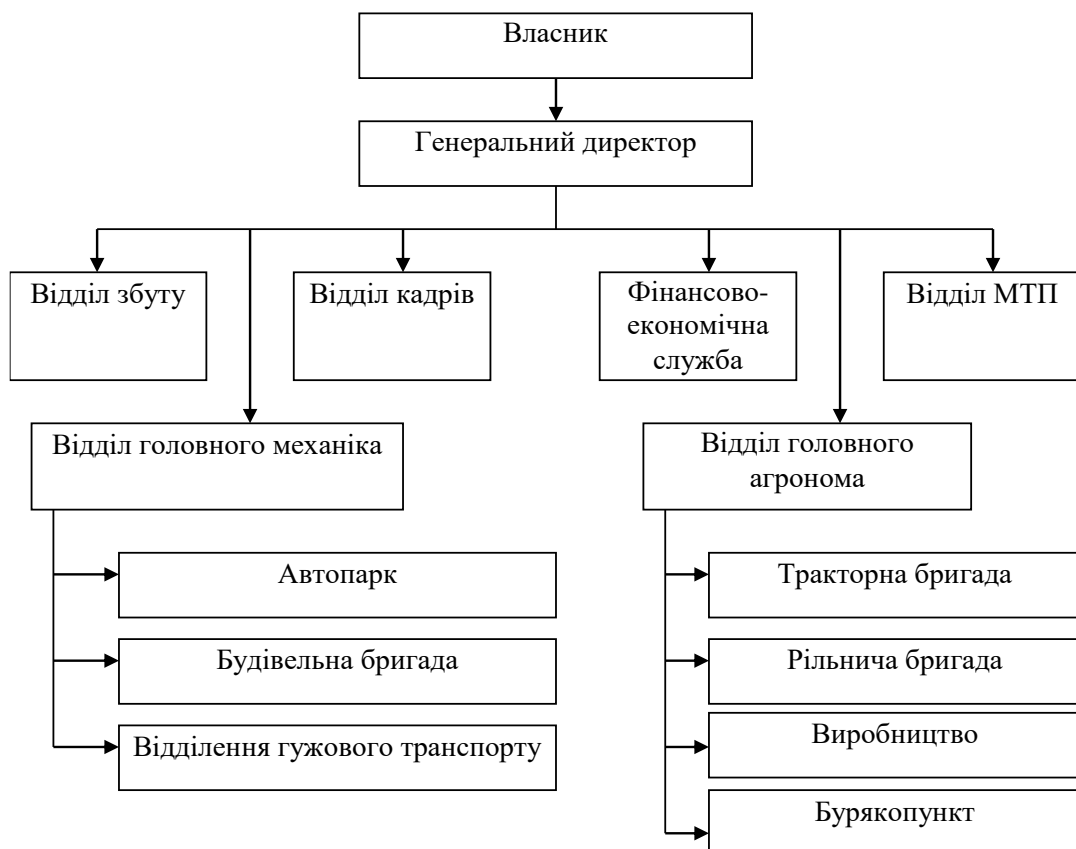 Власник
Генеральний директор
Відділ збуту
Відділ кадрів
Фінансово-
економічна
служба
Відділ МТП
Відділ головного механіка
Відділ головного
агронома
Автопарк
Будівельна бригада
Відділення гужового транспорту
Тракторна бригада
Рільнича бригада
Виробництво
Бурякопункт